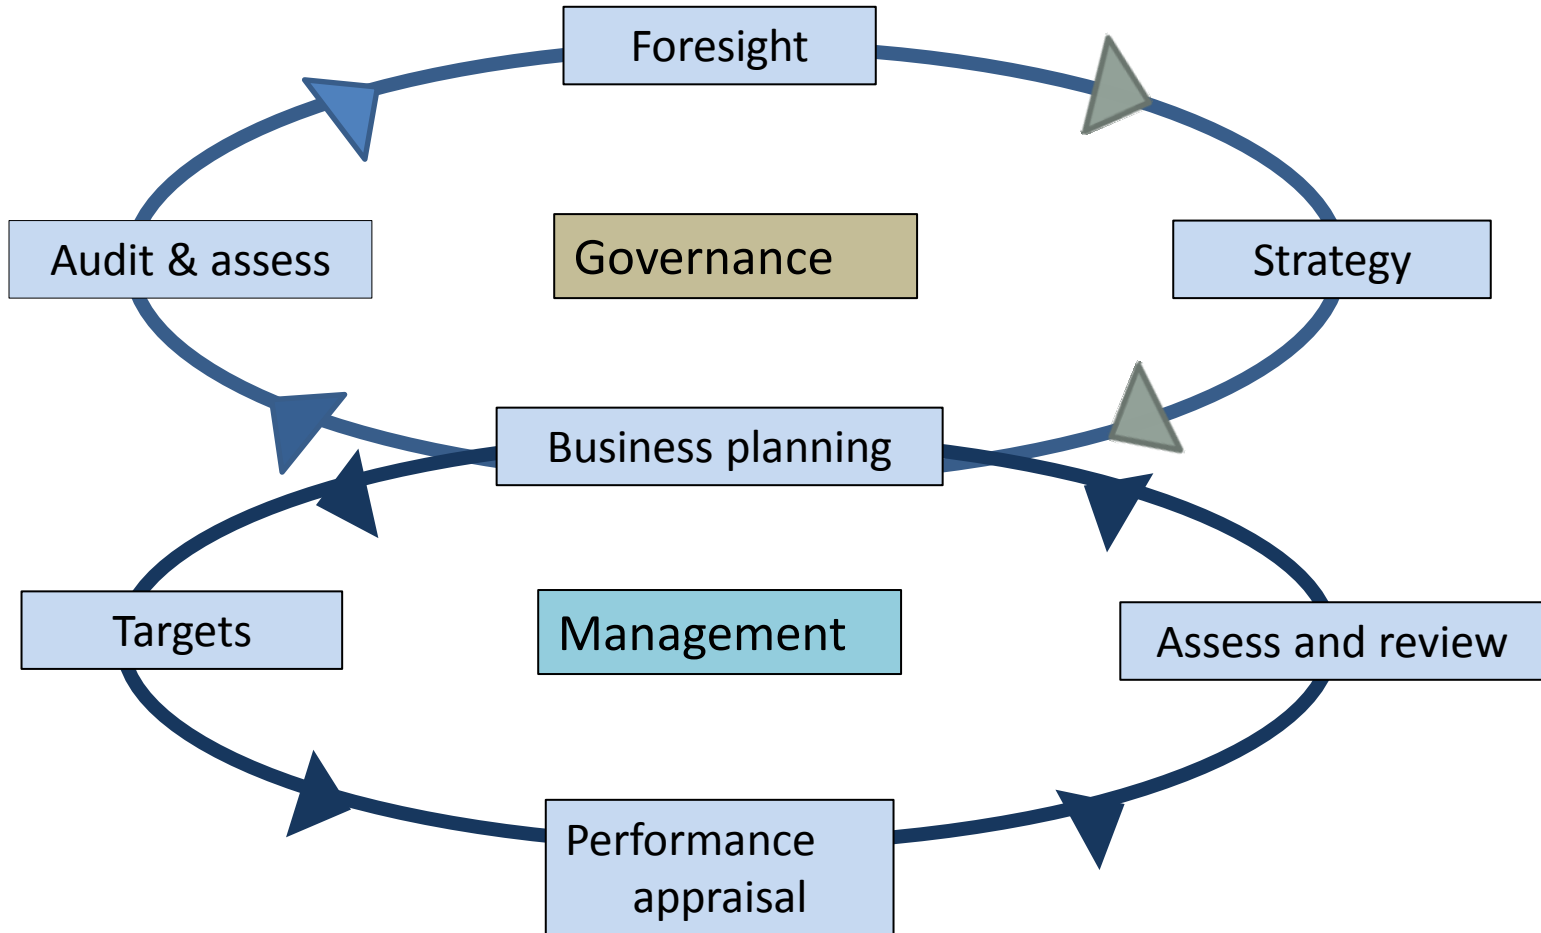 Foresight
Audit & assess
Governance
Strategy
Business planning
Targets
Management
Assess and review
Performance
appraisal